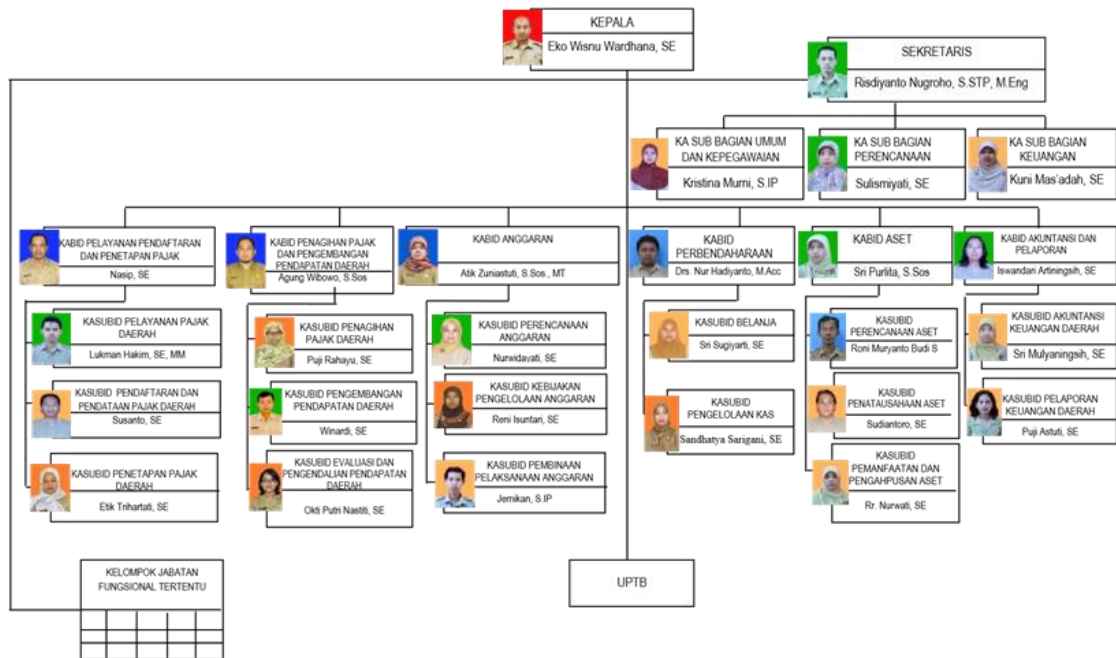 KEPALA
Eko Wisnu Wardhana, SE
SEKRETARIS
Risdiyanto Nugroho, S.STP, M.Eng
KA SUB BAGIAN UMUM
DAN KEPEGAWAIAN
Kristina Murni, S.IP
KA SUB BAGIAN
PERENCANAAN
Sulismiyati, SE
KA SUB BAGIAN
KEUANGAN
Kuni Mas'adah, SE
KABID PELAYANAN PENDAFTARAN
DAN PENETAPAN PAJAK
Nasip, SE
KABID PENAGIHAN PAJAK
DAN PENGEMBANGAN
PENDAPATAN DAERAH
Agung Wibowo, S.Sos
KABID ANGGARAN
Atik Zuniastuti, S.Sos., MT
KABID
PERBENDAHARAAN
Drs. Nur Hadiyanto, M.Acc
KABID ASET
Sri Purlita, S.Sos
KABID AKUNTANSI DAN
PELAPORAN
Iswandari Artiningsih, SE
KASUBID PELAYANAN PAJAK
DAERAH
Lukman Hakim, SE, MM
KASUBID PENAGIHAN
PAJAK DAERAH
Puji Rahayu, SE
KASUBID PERENCANAAN
ANGGARAN
Nurwidayati, SE
KASUBID BELANJA
Sri Sugiyarti, SE
KASUBID
PERENCANAAN ASET
Roni Muryanto Budi S
KASUBID AKUNTANSI
KEUANGAN DAERAH
Sri Mulyaningsih, SE
KASUBID PENDAFTARAN DAN
PENDATAAN PAJAK DAERAH
Susanto, SE
KASUBID PENGEMBANGAN
PENDAPATAN DAERAH
Winardi, SE
KASUBID KEBIJAKAN
PENGELOLAAN ANGGARAN
Reni Isuntari, SE
KASUBID
PENGELOLAAN KAS
Sandhatya Sarigani, SE
KASUBID
PENATAUSAHAAN ASET
Sudiantoro, SE
KASUBID PELAPORAN
KEUANGAN DAERAH
Puji Astuti, SE
KASUBID PENETAPAN PAJAK
DAERAH
Etik Trihartati, SE
KASUBID EVALUASI DAN
PENGENDALIAN PENDAPATAN
DAERAH
Okti Putri Nastiti, SE
KASUBID PEMBINAAN
PELAKSANAAN ANGGARAN
Jemikan, S.IP
KASUBID
PEMANFAATAN DAN
PENGAHPUSAN ASET
Rr. Nurwati, SE
KELOMPOK JABATAN
FUNGSIONAL TERTENTU
UPTB